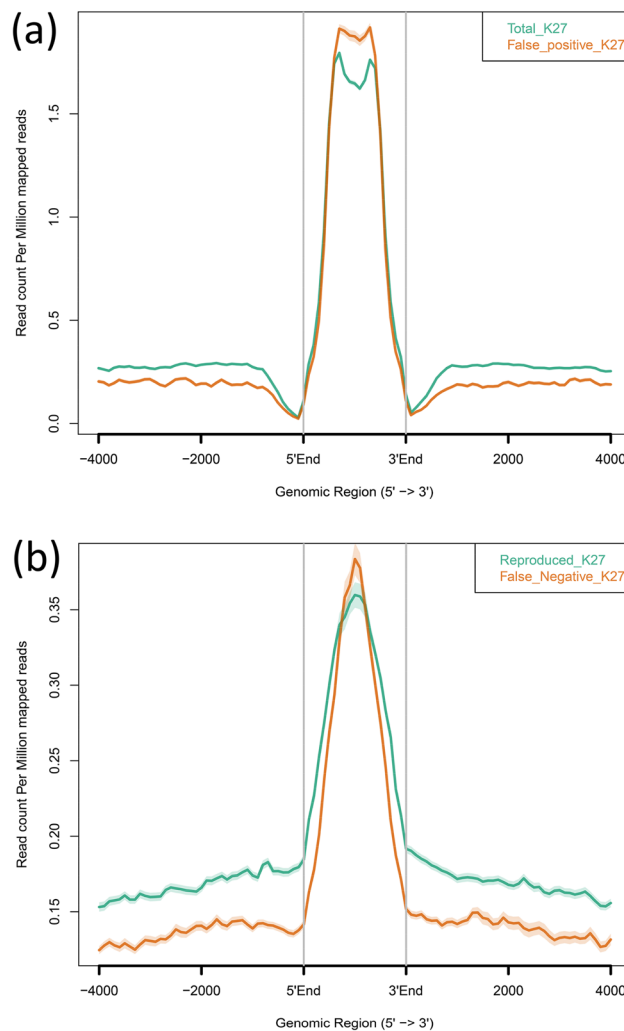 (a)
Total_K27
False_positive_K27
Read count Per Million mapped reads
1.5
1.0
0.5
0.0
−4000 −2000 5'End 3'End 2000 4000
Genomic Region (5' −> 3')
(b)
Reproduced_K27
False_Negative_K27
Read count Per Million mapped reads
0.35
0.30
0.25
0.20
0.15
−4000 −2000 5'End 3'End 2000 4000
Genomic Region (5' −> 3')